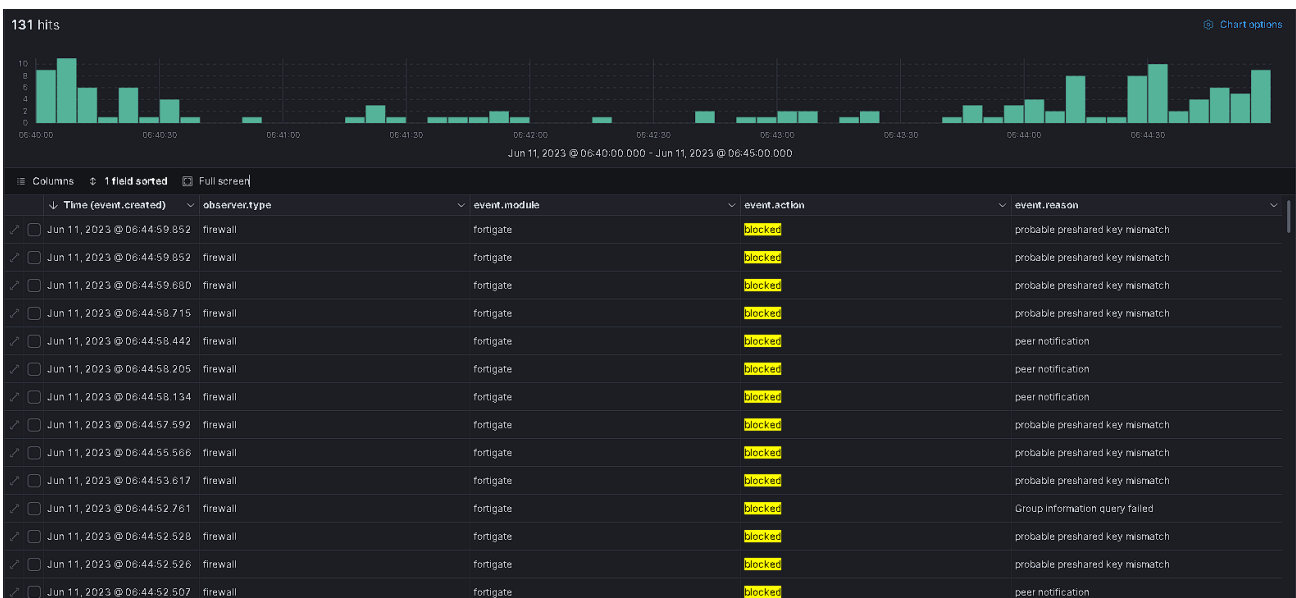 131 hits
Chart options
10
8
6
4
2
0
06:40:00 06:40:30 06:41:00 06:41:30 06:42:00 06:42:30 06:43:00 06:43:30 06:44:00 06:44:30
Jun 11, 2023 @ 06:40:00.000 - Jun 11, 2023 @ 06:45:00.000
Columns 1 field sorted Full screen
Time (event.created) observer.type event.module event.action event.reason
Jun 11, 2023 @ 06:44:59.852 firewall fortigate blocked probable preshared key mismatch
Jun 11, 2023 @ 06:44:59.852 firewall fortigate blocked probable preshared key mismatch
Jun 11, 2023 @ 06:44:59.680 firewall fortigate blocked probable preshared key mismatch
Jun 11, 2023 @ 06:44:58.715 firewall fortigate blocked probable preshared key mismatch
Jun 11, 2023 @ 06:44:58.442 firewall fortigate blocked peer notification
Jun 11, 2023 @ 06:44:58.205 firewall fortigate blocked peer notification
Jun 11, 2023 @ 06:44:58.134 firewall fortigate blocked peer notification
Jun 11, 2023 @ 06:44:57.592 firewall fortigate blocked probable preshared key mismatch
Jun 11, 2023 @ 06:44:55.566 firewall fortigate blocked probable preshared key mismatch
Jun 11, 2023 @ 06:44:53.617 firewall fortigate blocked probable preshared key mismatch
Jun 11, 2023 @ 06:44:52.761 firewall fortigate blocked Group information query failed
Jun 11, 2023 @ 06:44:52.528 firewall fortigate blocked probable preshared key mismatch
Jun 11, 2023 @ 06:44:52.526 firewall fortigate blocked probable preshared key mismatch
Jun 11, 2023 @ 06:44:52.507 firewall fortigate blocked peer notification